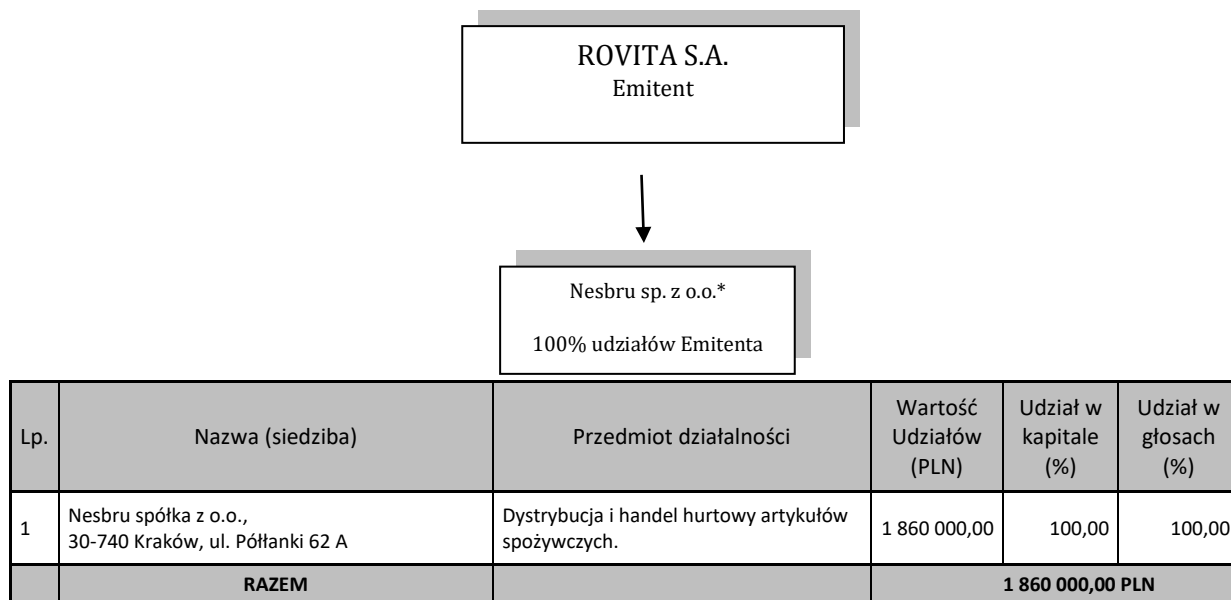 ROVITA S.A.
Emitent
Nesbru sp. z o.o.*
100% udziałów Emitenta
Lp. Nazwa (siedziba) Przedmiot działalności Wartość Udziałów (PLN) Udział w kapitale (%) Udział w głosach (%)
1 Nesbru spółka z o.o., 30-740 Kraków, ul. Półłanki 62 A Dystrybucja i handel hurtowy artykułów spożywczych. 1 860 000,00 100,00 100,00
RAZEM 1 860 000,00 PLN